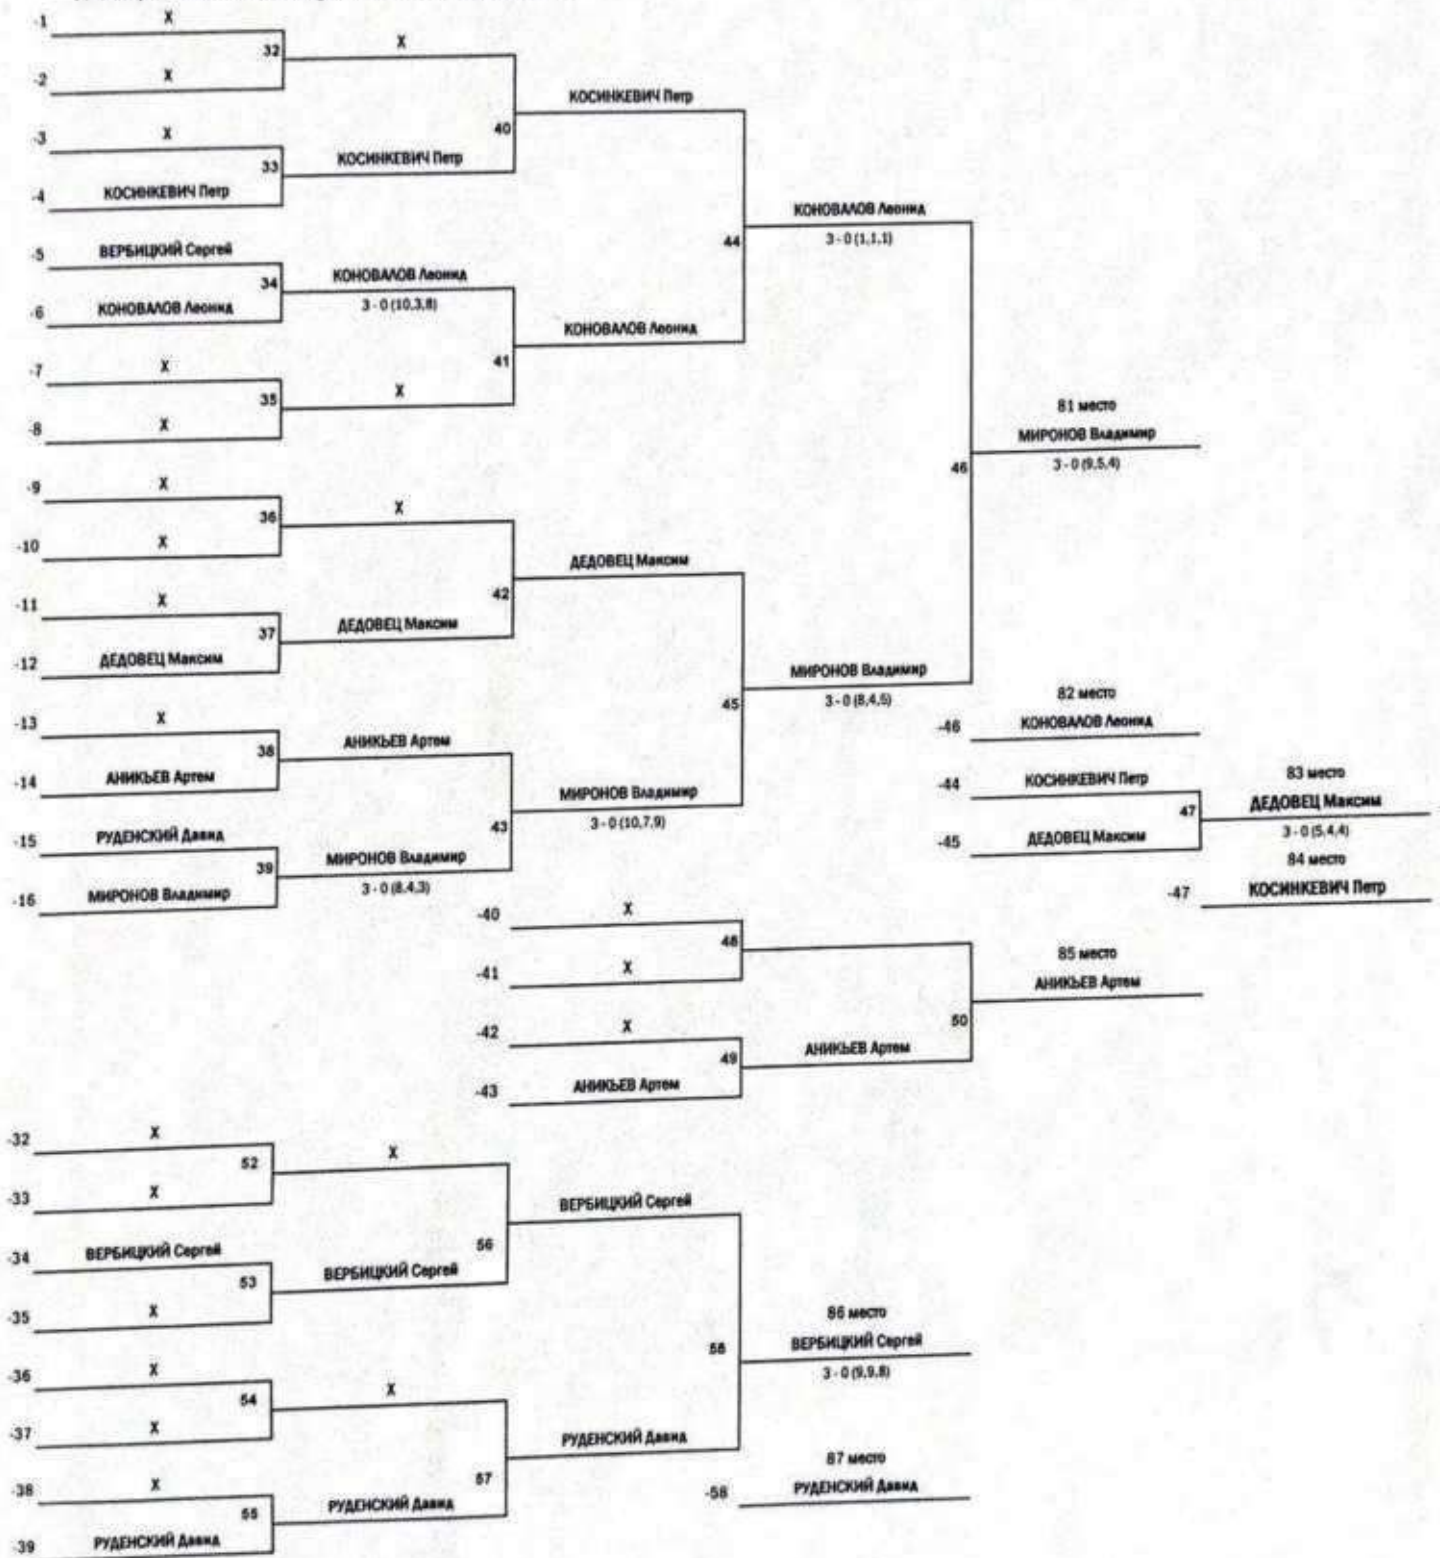 -1 X
32
X
-2 X
КОСИНКЕВИЧ Петр
40
-3 X
33
КОСИНКЕВИЧ Петр
-4 КОСИНКЕВИЧ Петр
КОНОВАЛОВ Леонид
44
3 - 0 (1,1,1)
-5 ВЕРБИЦКИЙ Сергей
34
КОНОВАЛОВ Леонид
3 - 0 (10,3,8)
-6 КОНОВАЛОВ Леонид
КОНОВАЛОВ Леонид
41
-7 X
35
X
-8 X
81 место
МИРОНОВ Владимир
46
3 - 0 (9,5,4)
-9 X
36
X
-10 X
ДЕДОВЕЦ Максим
42
-11 X
37
ДЕДОВЕЦ Максим
-12 ДЕДОВЕЦ Максим
МИРОНОВ Владимир
45
3 - 0 (8,4,5)
82 место
-46 КОНОВАЛОВ Леонид
-13 X
38
АНИКЬЕВ Артем
-14 АНИКЬЕВ Артем
МИРОНОВ Владимир
43
3 - 0 (10,7,9)
-44 КОСИНКЕВИЧ Петр
83 место
47
ДЕДОВЕЦ Максим
3 - 0 (5,4,4)
-45 ДЕДОВЕЦ Максим
-15 РУДЕНСКИЙ Давид
39
МИРОНОВ Владимир
3 - 0 (8,4,3)
-16 МИРОНОВ Владимир
84 место
-47 КОСИНКЕВИЧ Петр
-40 X
48
-41 X
85 место
АНИКЬЕВ Артем
50
-42 X
49
АНИКЬЕВ Артем
-43 АНИКЬЕВ Артем
-32 X
52
X
-33 X
ВЕРБИЦКИЙ Сергей
56
-34 ВЕРБИЦКИЙ Сергей
53
ВЕРБИЦКИЙ Сергей
-35 X
86 место
58
ВЕРБИЦКИЙ Сергей
3 - 0 (9,9,8)
-36 X
54
X
-37 X
РУДЕНСКИЙ Давид
57
87 место
-58 РУДЕНСКИЙ Давид
-38 X
55
РУДЕНСКИЙ Давид
-39 РУДЕНСКИЙ Давид